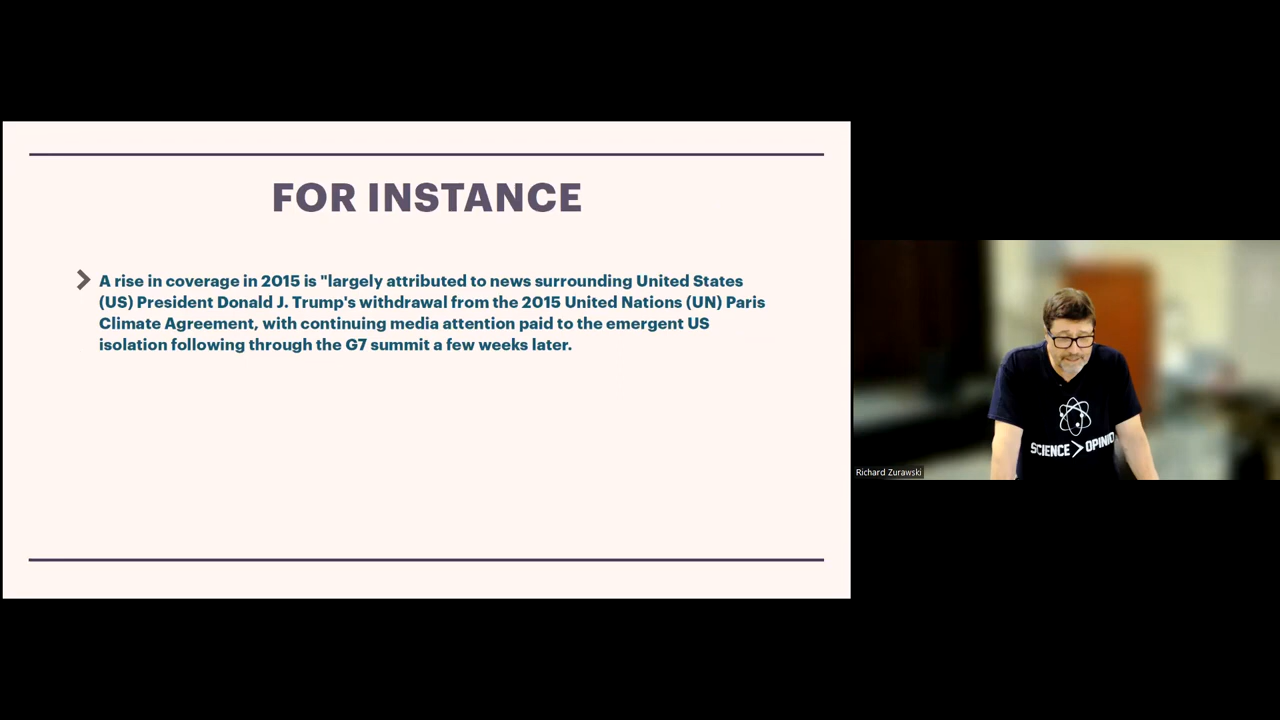 FOR INSTANCE
A rise in coverage in 2015 is "largely attributed to news surrounding United States
(US) President Donald J. Trump's withdrawal from the 2015 United Nations (UN) Paris
Climate Agreement, with continuing media attention paid to the emergent US
isolation following through the G7 summit a few weeks later.
SCIENCE > OPINIO
Richard Zurawski